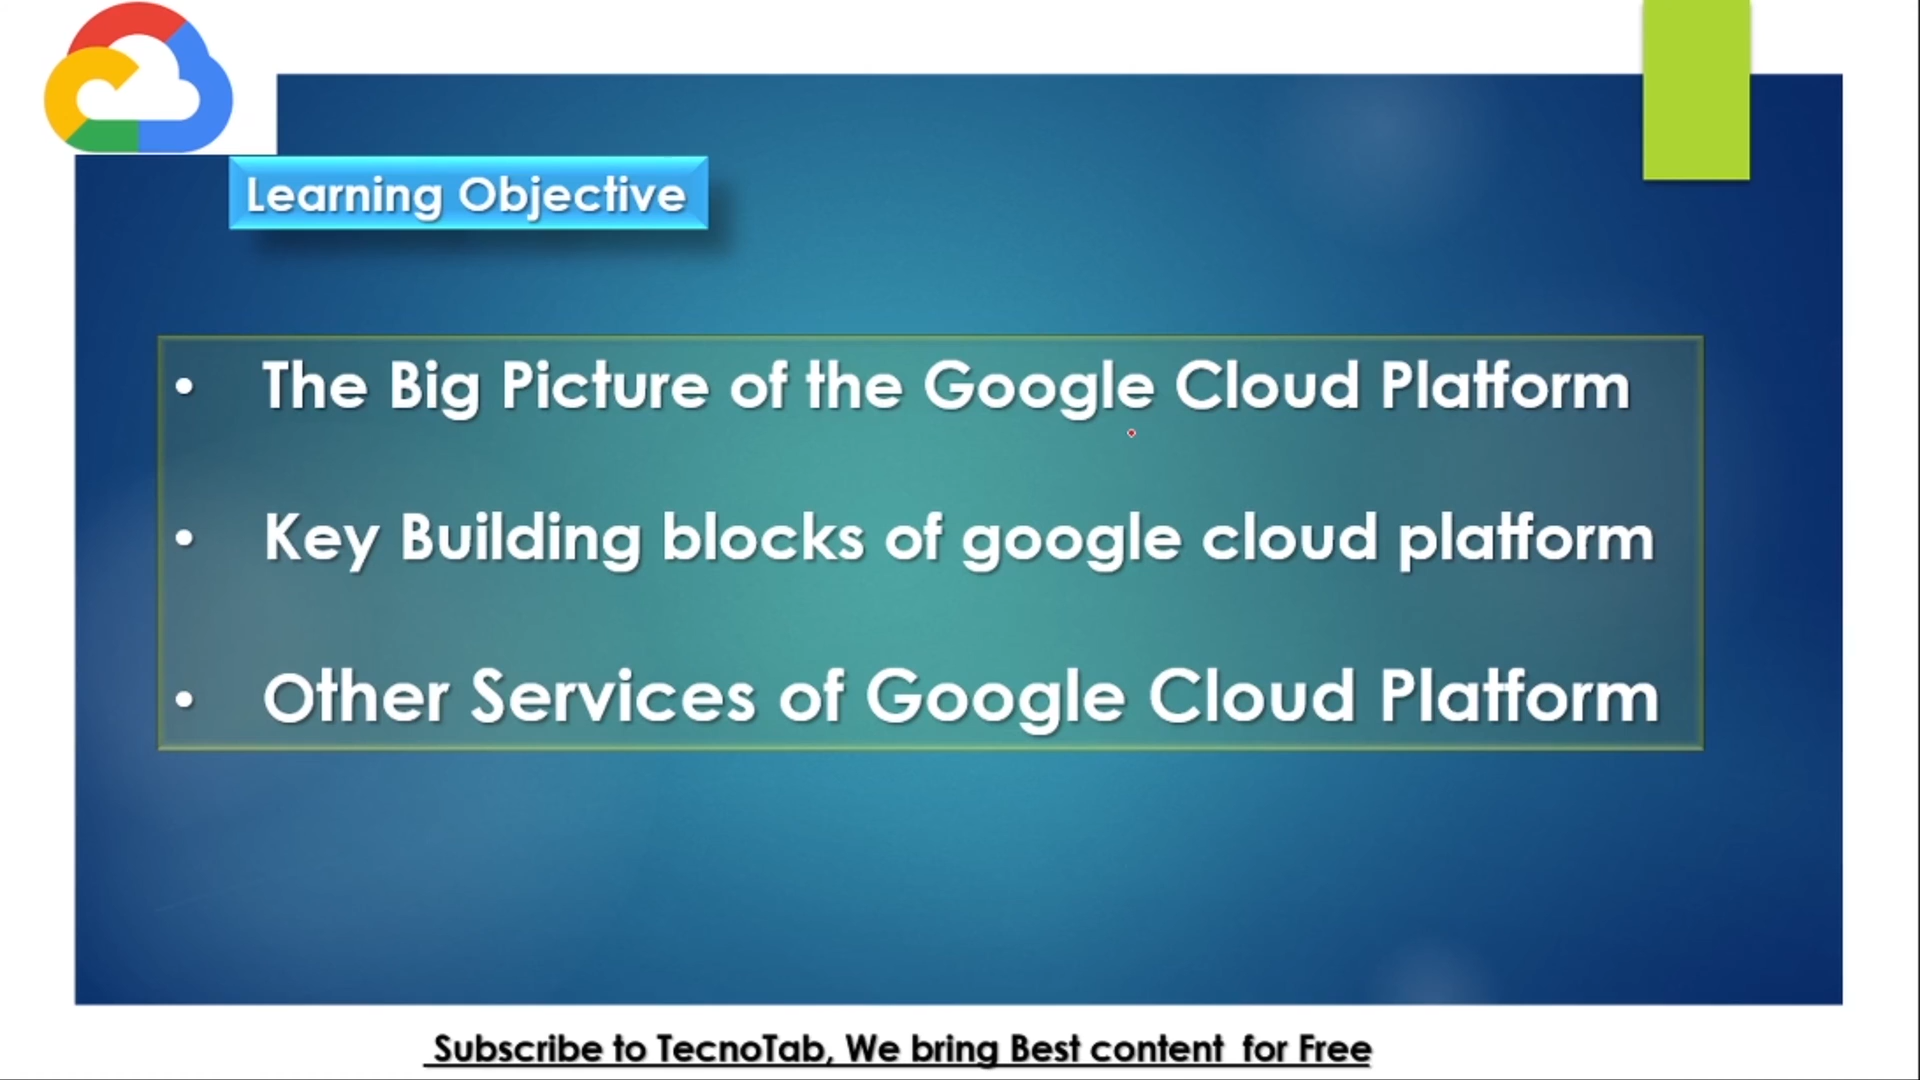 Learning Objective
• The Big Picture of the Google Cloud Platform
• Key Building blocks of google cloud platform
• Other Services of Google Cloud Platform
Subscribe to TecnoTab, We bring Best content  for Free